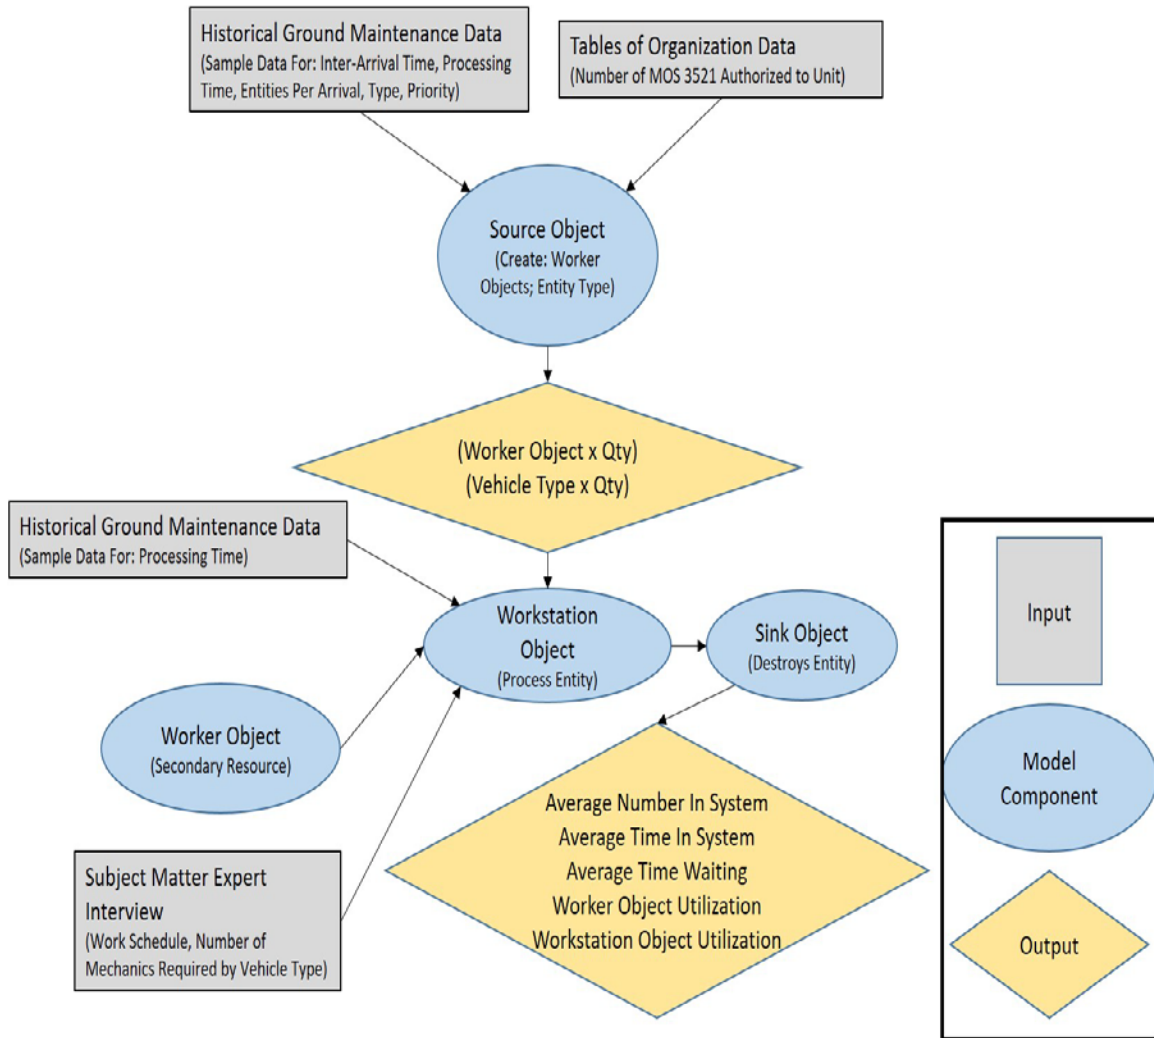 Historical Ground Maintenance Data
(Sample Data For: Inter-Arrival Time, Processing
Time, Entities Per Arrival, Type, Priority)
Tables of Organization Data
(Number of MOS 3521 Authorized to Unit)
Source Object
(Create: Worker
Objects; Entity Type)
(Worker Object x Qty)
(Vehicle Type x Qty)
Historical Ground Maintenance Data
(Sample Data For: Processing Time)
Workstation
Object
(Process Entity)
Sink Object
(Destroys Entity)
Worker Object
(Secondary Resource)
Subject Matter Expert
Interview
(Work Schedule, Number of
Mechanics Required by Vehicle Type)
Average Number In System
Average Time In System
Average Time Waiting
Worker Object Utilization
Workstation Object Utilization
Input
Model
Component
Output